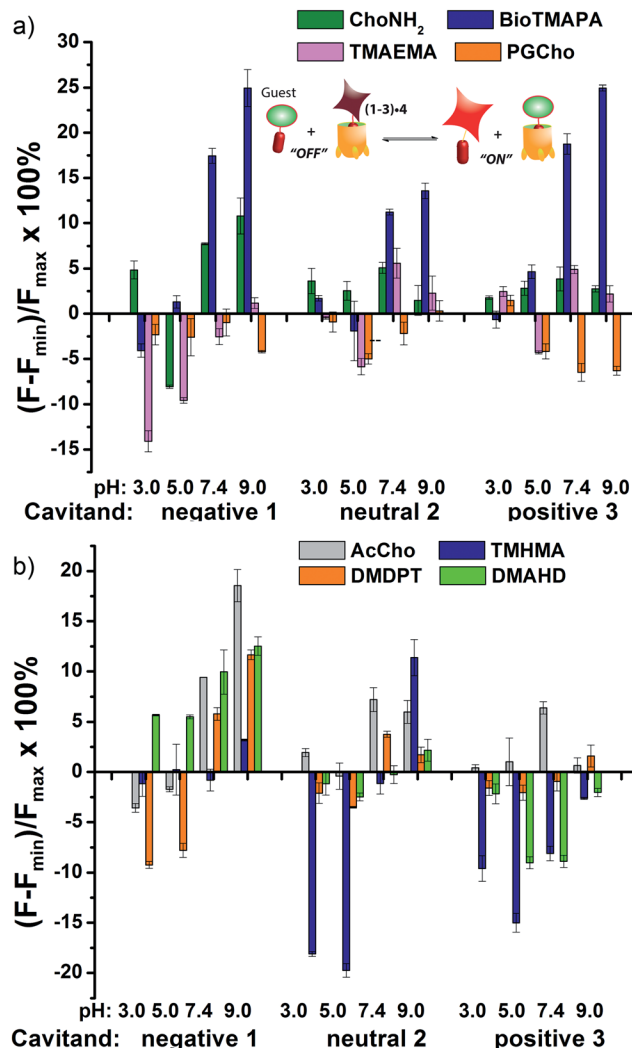 a)
ChoNH2 BioTMAPA
TMAEMA PGCho
(F-Fmin)/Fmax x 100%
30
25
20
15
10
5
0
-5
-10
-15
Guest
(1-3)•4
+ +
"OFF" "ON"
pH: 3.0 5.0 7.4 9.0 3.0 5.0 7.4 9.0 3.0 5.0 7.4 9.0
Cavitand: negative 1 neutral 2 positive 3
b)
AcCho TMHMA
DMDPT DMAHD
(F-Fmin)/Fmax x 100%
20
15
10
5
0
-5
-10
-15
-20
pH: 3.0 5.0 7.4 9.0 3.0 5.0 7.4 9.0 3.0 5.0 7.4 9.0
Cavitand: negative 1 neutral 2 positive 3